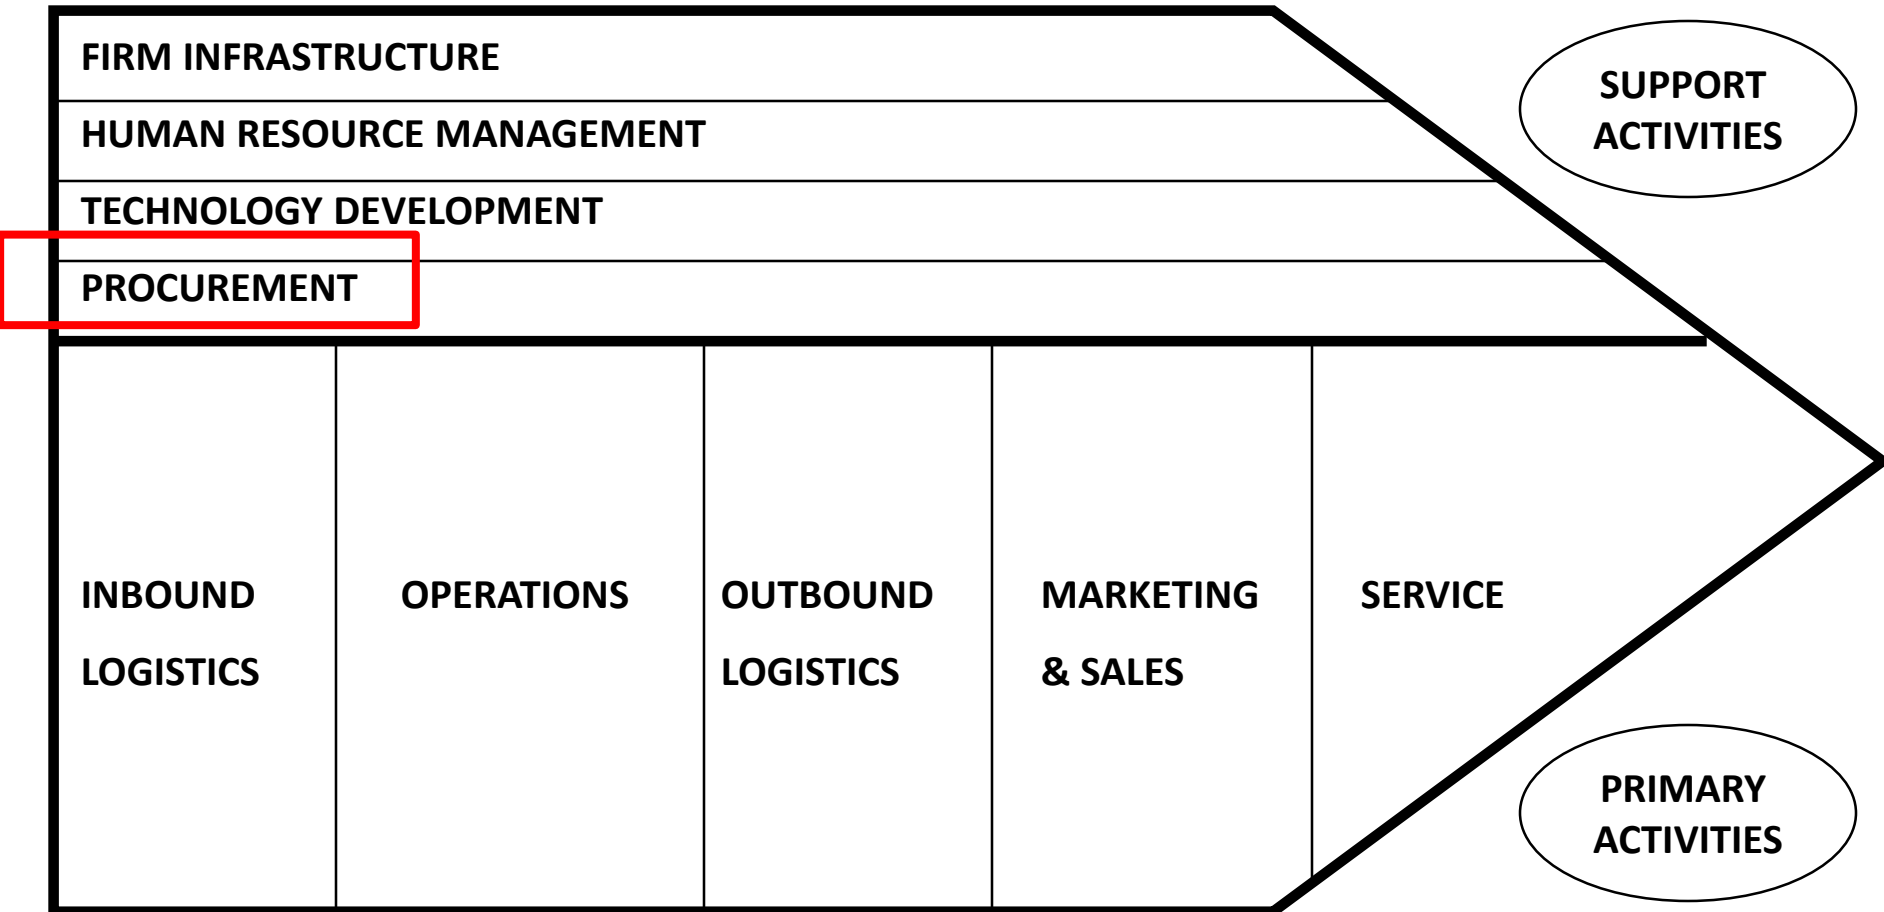 FIRM INFRASTRUCTURE
SUPPORT
ACTIVITIES
HUMAN RESOURCE MANAGEMENT
TECHNOLOGY DEVELOPMENT
PROCUREMENT
INBOUND
LOGISTICS
OPERATIONS
OUTBOUND
LOGISTICS
MARKETING
& SALES
SERVICE
PRIMARY
ACTIVITIES